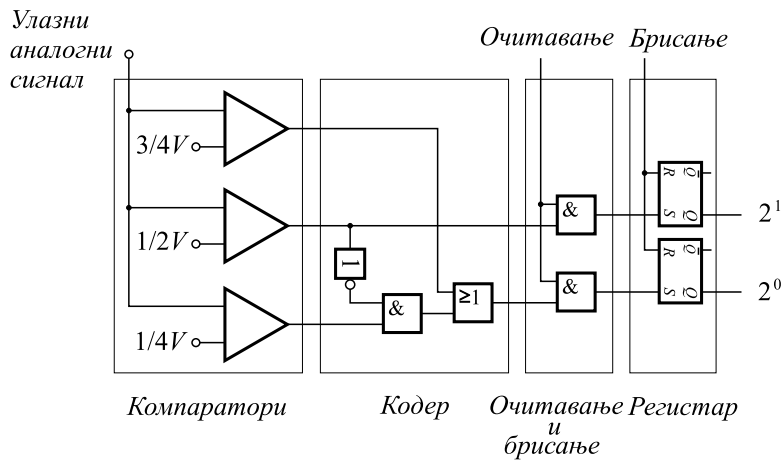 Улазни
аналогни
сигнал
Очитавање
Брисање
3/4V
1/2V
1/4V
1
&
≥1
&
&
R
Q̅
S
Q
2¹
R
Q̅
S
Q
2⁰
Компаратори
Кодер
Очитавање
и
брисање
Регистар